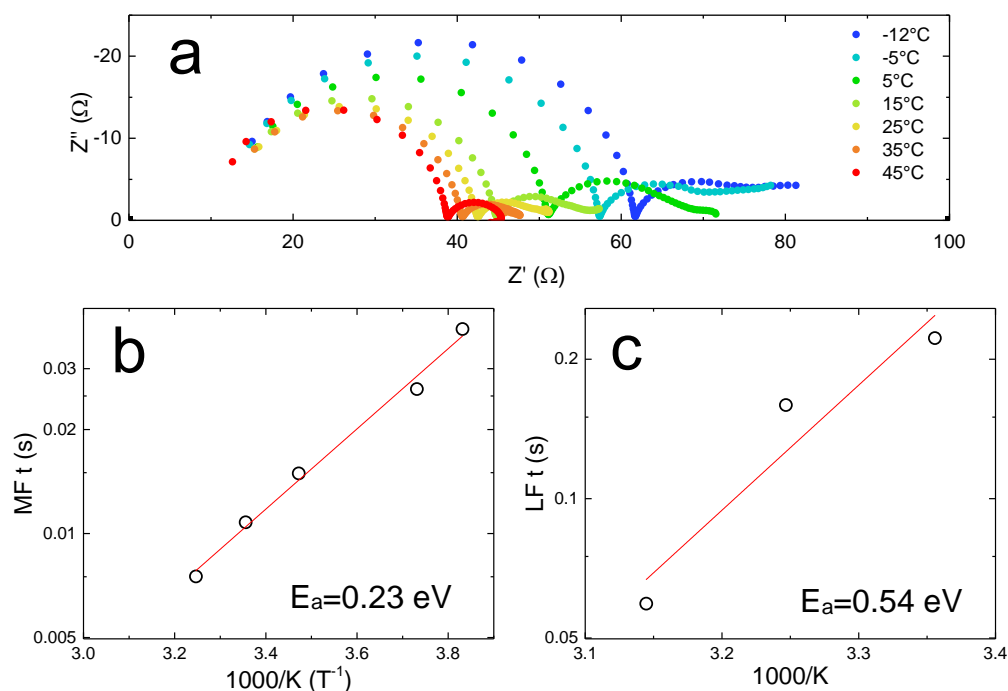 a
-20
-10
0
Z'' (Ω)
0
20
40
60
80
100
Z' (Ω)
-12°C
-5°C
5°C
15°C
25°C
35°C
45°C
b
0.03
0.02
0.01
0.005
MF t (s)
3.0
3.2
3.4
3.6
3.8
1000/K (T⁻¹)
Eₐ=0.23 eV
c
0.2
0.1
0.05
LF t (s)
3.1
3.2
3.3
3.4
1000/K
Eₐ=0.54 eV